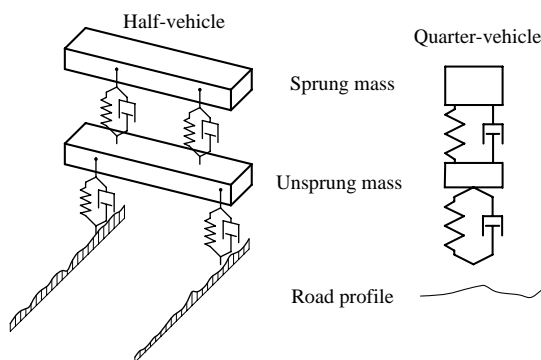 Half-vehicle
Quarter-vehicle
Sprung mass
Unsprung mass
Road profile